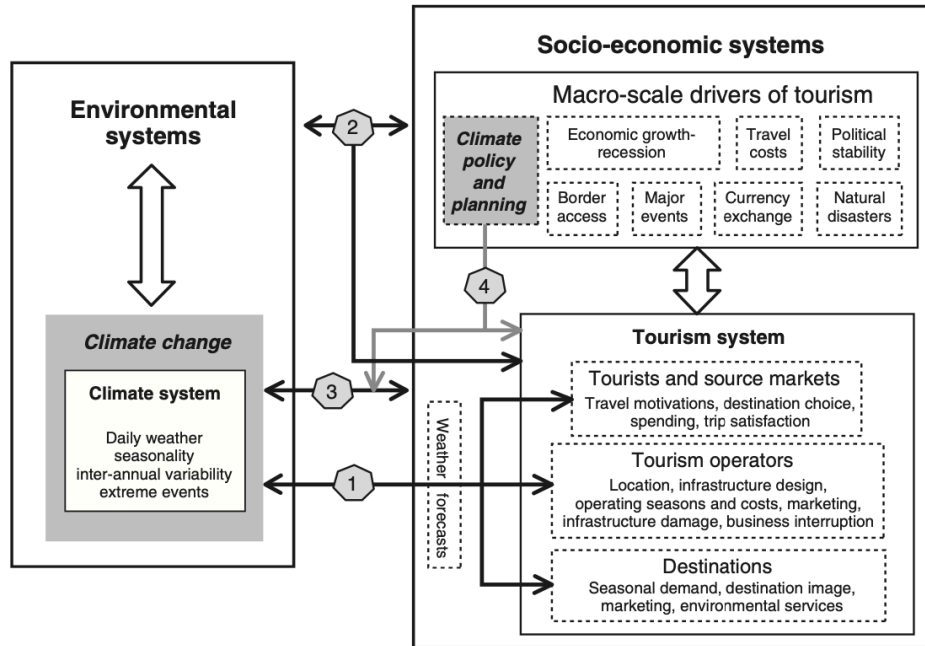 Environmental
systems
Climate change
Climate system
Daily weather
seasonality
inter-annual variability
extreme events
2
3
1
4
Socio-economic systems
Macro-scale drivers of tourism
Climate
policy
and
planning
Economic growth-
recession
Travel
costs
Political
stability
Border
access
Major
events
Currency
exchange
Natural
disasters
Weather forecasts
Tourism system
Tourists and source markets
Travel motivations, destination choice,
spending, trip satisfaction
Tourism operators
Location, infrastructure design,
operating seasons and costs, marketing,
infrastructure damage, business interruption
Destinations
Seasonal demand, destination image,
marketing, environmental services